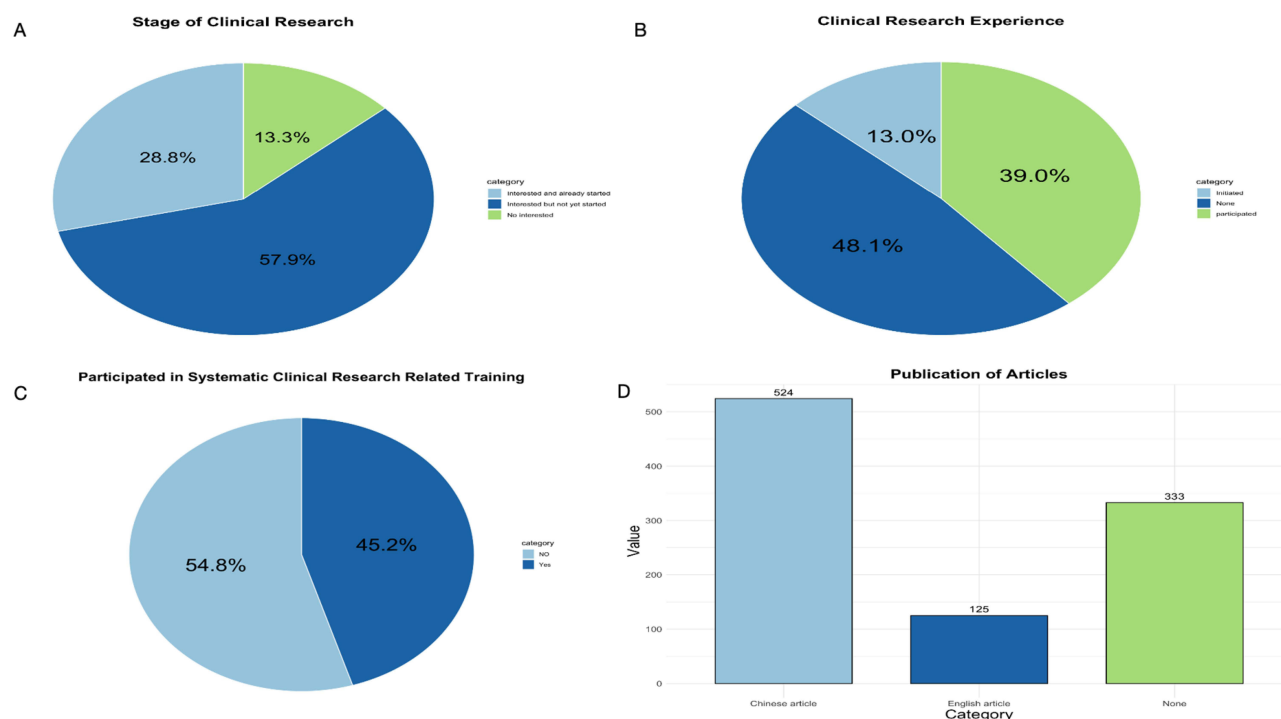 A
Stage of Clinical Research
28.8%
13.3%
57.9%
category
Interested and already started
Interested but not yet started
No interested
B
Clinical Research Experience
13.0%
39.0%
48.1%
category
Initiated
None
participated
C
Participated in Systematic Clinical Research Related Training
54.8%
45.2%
category
NO
Yes
D
Publication of Articles
Value
500
400
300
200
100
0
524
125
333
Chinese article
English article
None
Category